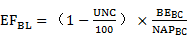 EF_BL = (1 − UNC/100) × BE_BC/NAP_BC